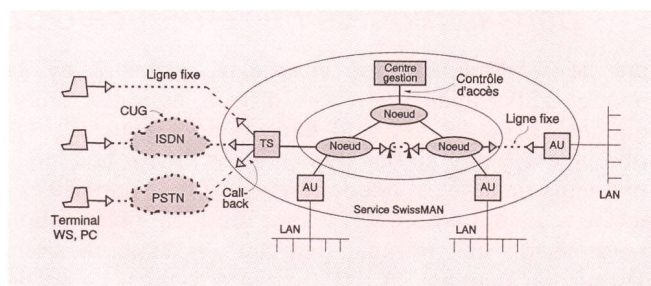 Ligne fixe
CUG
ISDN
PSTN
Terminal
WS, PC
TS
Call-
back
Centre
gestion
Contrôle
d'accès
Noeud
Noeud
Noeud
Ligne fixe
AU
AU
AU
LAN
LAN
LAN
Service SwissMAN